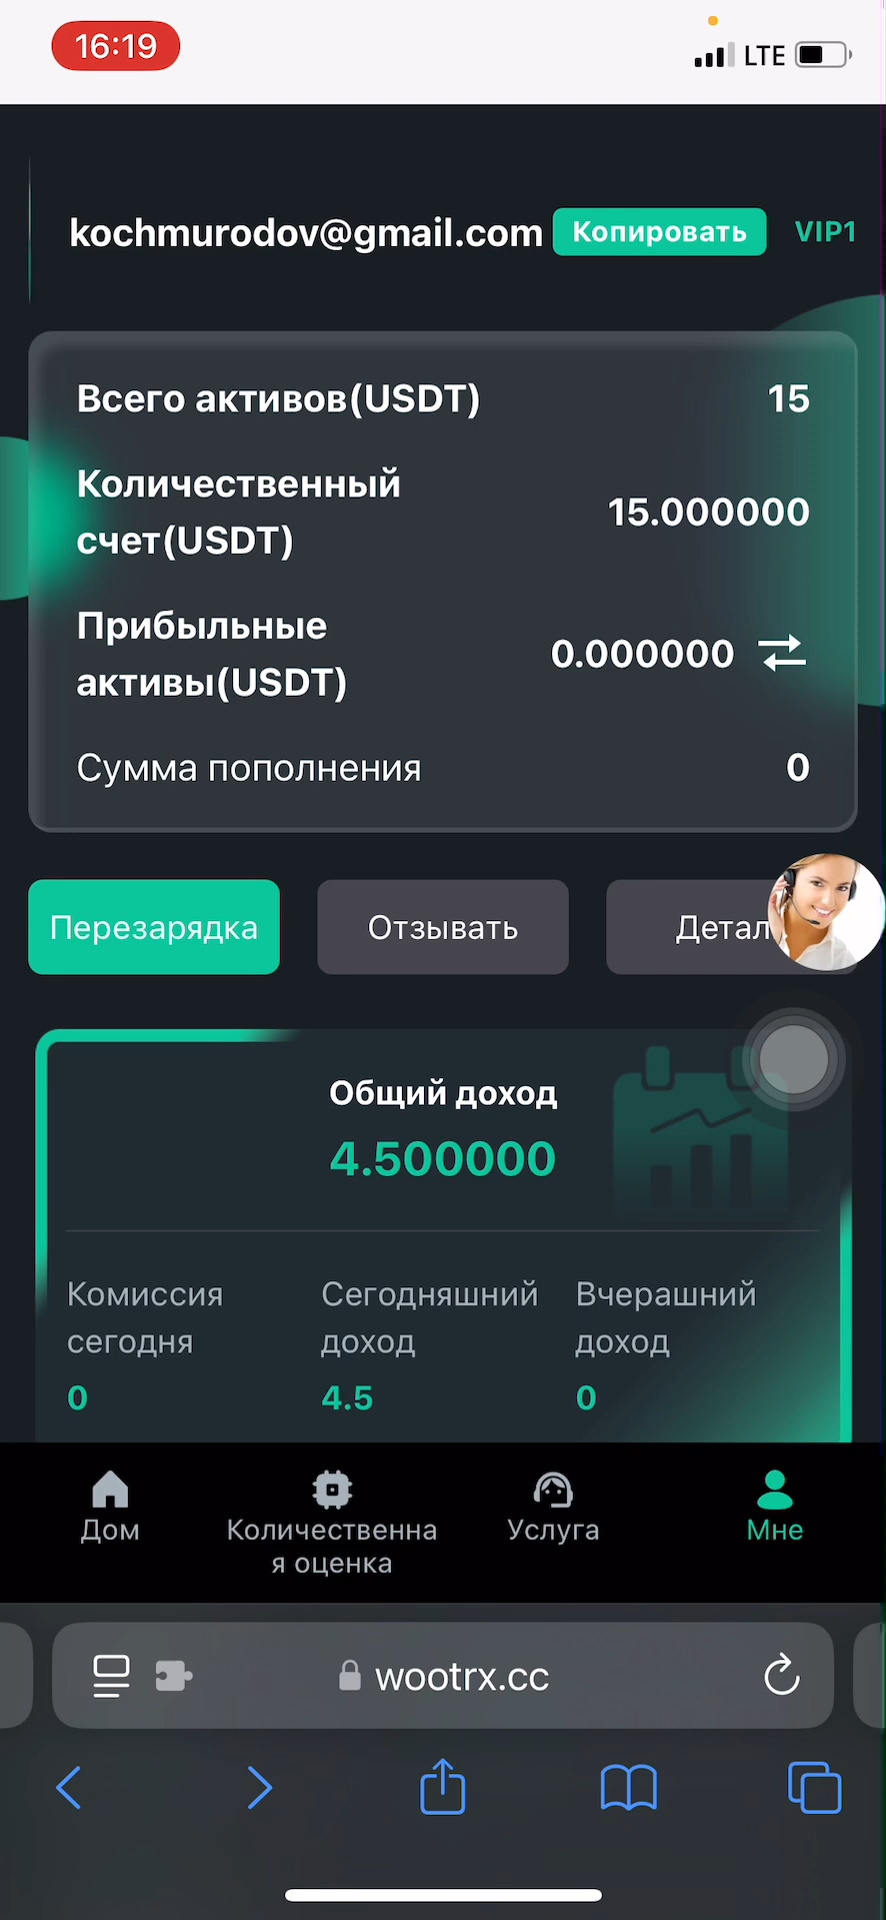 16:19
LTE
kochmurodov@gmail.com Копировать VIP1
Всего активов(USDT) 15
Количественный
счет(USDT)
15.000000
Прибыльные
активы(USDT)
0.000000
Сумма пополнения 0
Перезарядка Отзывать Детал
Общий доход
4.500000
Комиссия
сегодня
0
Сегодняшний
доход
4.5
Вчерашний
доход
0
Дом
Количественна
я оценка
Услуга
Мне
wootrx.cc